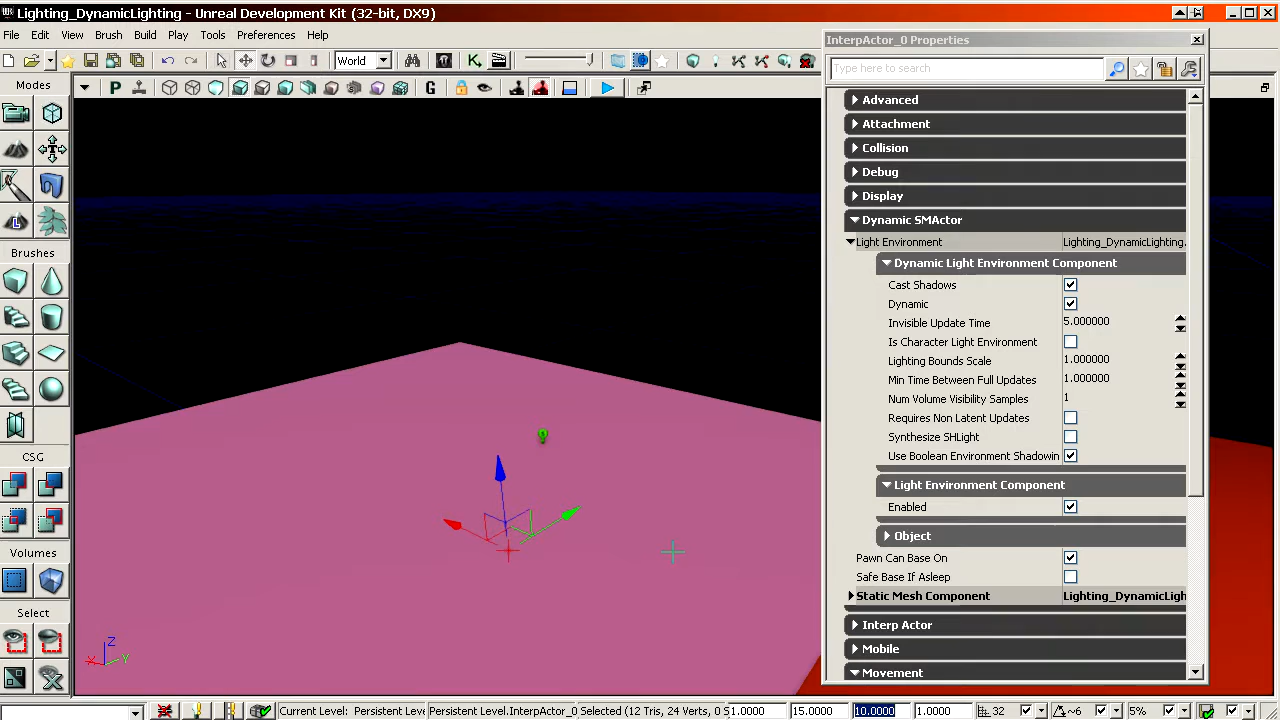 Lighting_DynamicLighting - Unreal Development Kit (32-bit, DX9)
File Edit View Brush Build Play Tools Preferences Help
World
Modes
P
G
L
Brushes
CSG
Volumes
Select
Z
X
Y
InterpActor_0 Properties
Type here to search
Advanced
Attachment
Collision
Debug
Display
Dynamic SMActor
Light Environment Lighting_DynamicLighting.
Dynamic Light Environment Component
Cast Shadows
Dynamic
Invisible Update Time 5.000000
Is Character Light Environment
Lighting Bounds Scale 1.000000
Min Time Between Full Updates 1.000000
Num Volume Visibility Samples 1
Requires Non Latent Updates
Synthesize SHLight
Use Boolean Environment Shadowin
Light Environment Component
Enabled
Object
Pawn Can Base On
Safe Base If Asleep
Static Mesh Component Lighting_DynamicLigh
Interp Actor
Mobile
Movement
Current Level: Persistent Leve Persistent Level.InterpActor_0 Selected (12 Tris, 24 Verts, 0 S 1.0000 15.0000 10.0000 1.0000 32 ~6 5%